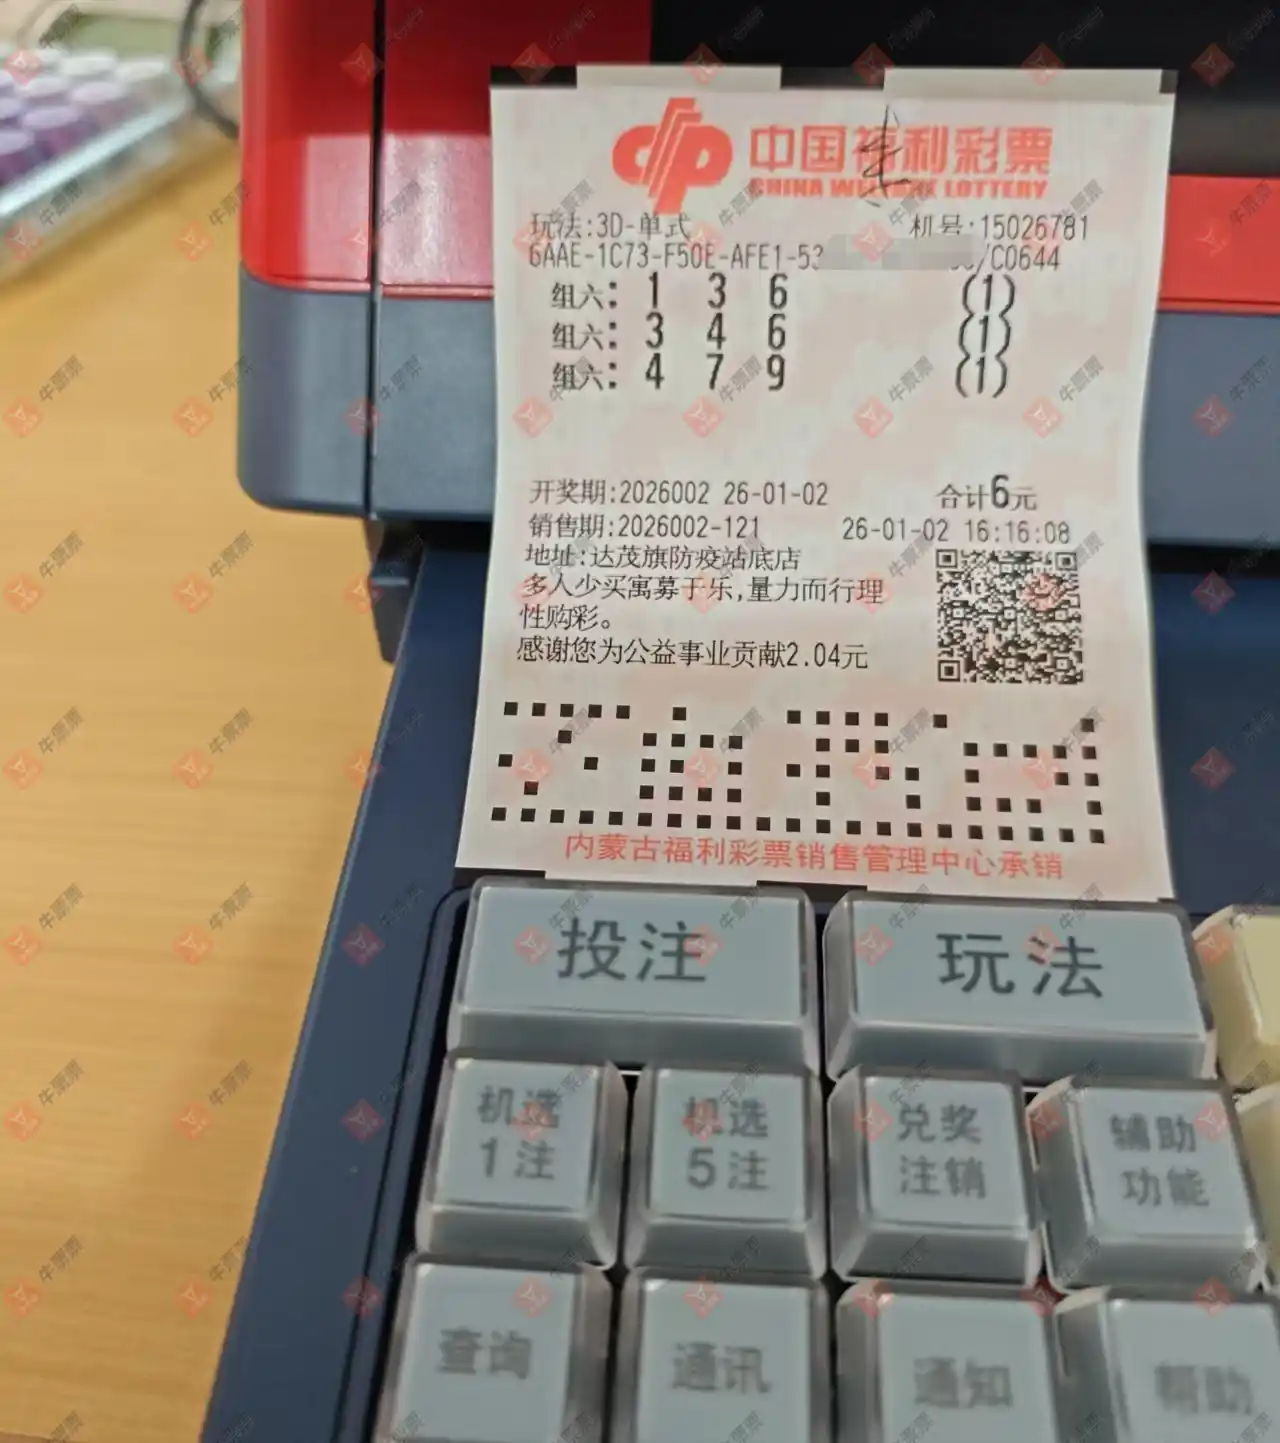 中国福利彩票
CHINA WELFARE LOTTERY
玩法:3D-单式 机号:15026781
6AAE-1C73-F50E-AFE1-53 /C0644
组六: 1 3 6 (1)
组六: 3 4 6 (1)
组六: 4 7 9 (1)
开奖期:2026002 26-01-02 合计6元
销售期:2026002-121 26-01-02 16:16:08
地址:达茂旗防疫站底店
多人少买寓募于乐,量力而行理
性购彩。
感谢您为公益事业贡献2.04元
内蒙古福利彩票销售管理中心承销
投注 玩法
机选 机选 兑奖 辅助
1注 5注 注销 功能
查询 通讯 通知 帮助
牛票票